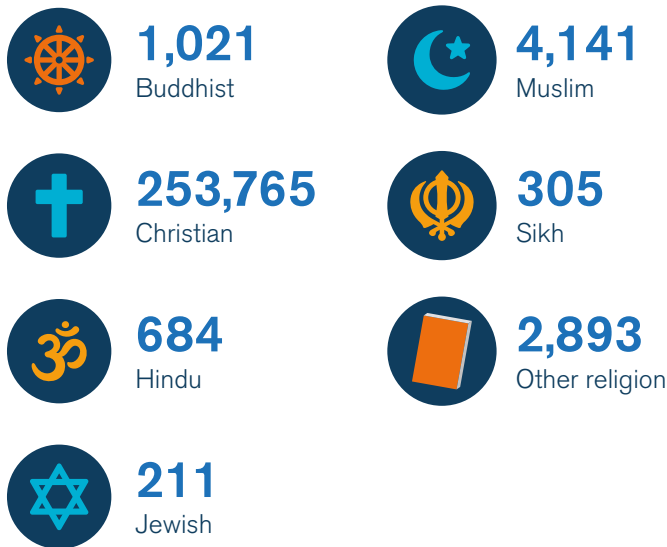 1,021
Buddhist
4,141
Muslim
253,765
Christian
305
Sikh
684
Hindu
2,893
Other religion
211
Jewish